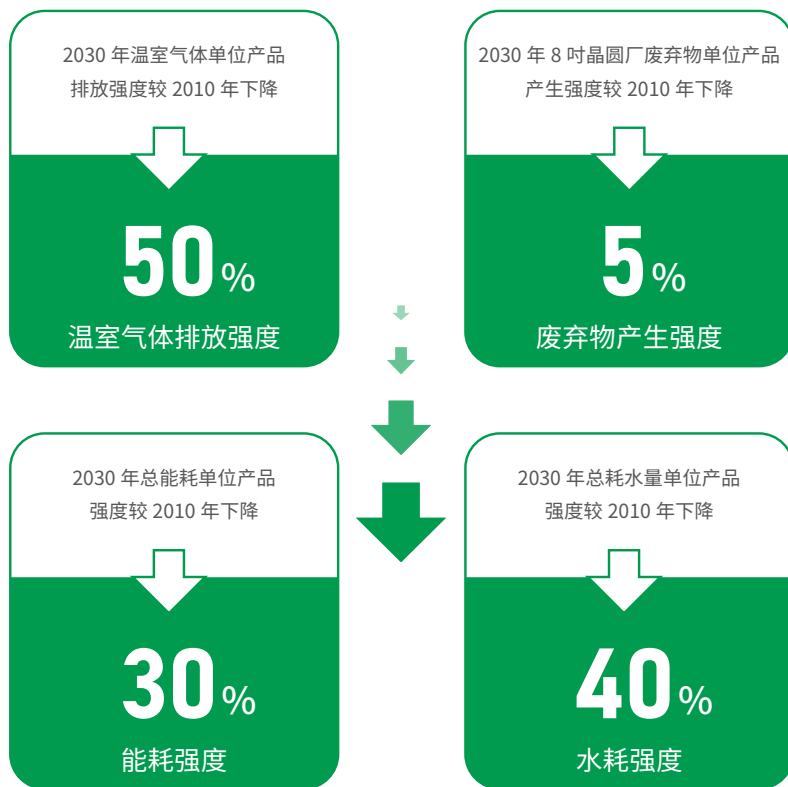 2030 年温室气体单位产品
排放强度较 2010 年下降
50%
温室气体排放强度
2030 年 8 吋晶圆厂废弃物单位产品
产生强度较 2010 年下降
5%
废弃物产生强度
2030 年总能耗单位产品
强度较 2010 年下降
30%
能耗强度
2030 年总耗水量单位产品
强度较 2010 年下降
40%
水耗强度